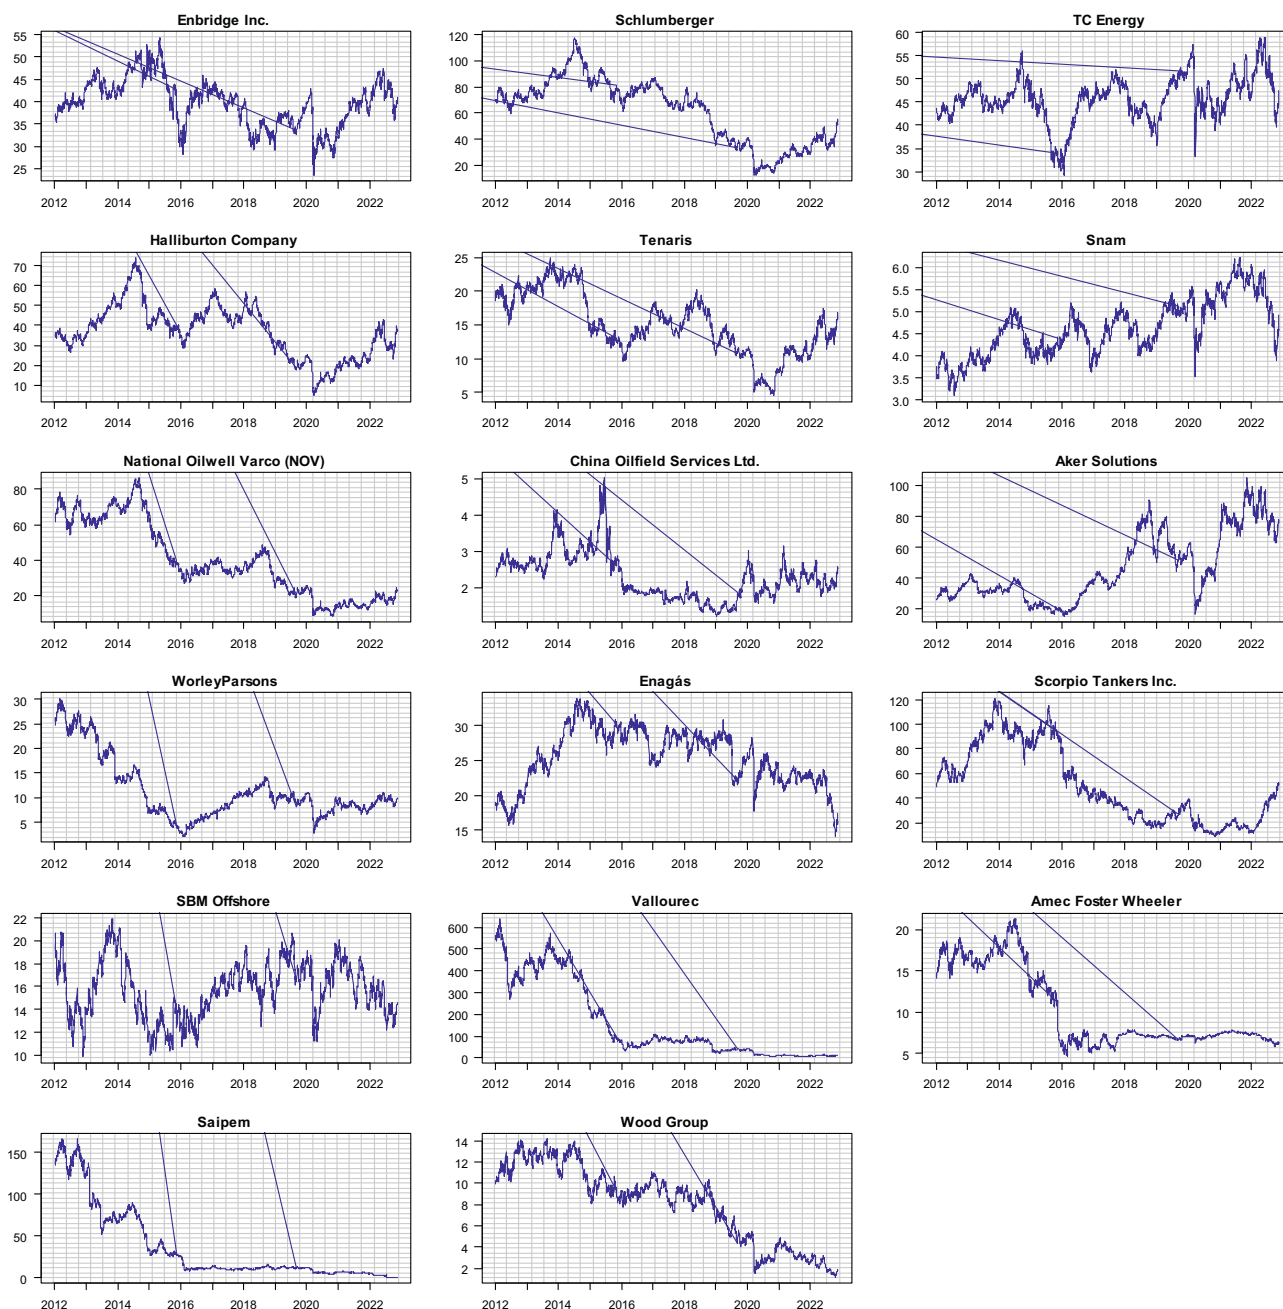 Enbridge Inc.
55
50
45
40
35
30
25
2012 2014 2016 2018 2020 2022
Schlumberger
120
100
80
60
40
20
2012 2014 2016 2018 2020 2022
TC Energy
60
55
50
45
40
35
30
2012 2014 2016 2018 2020 2022
Halliburton Company
70
60
50
40
30
20
10
2012 2014 2016 2018 2020 2022
Tenaris
25
20
15
10
5
2012 2014 2016 2018 2020 2022
Snam
6.0
5.5
5.0
4.5
4.0
3.5
3.0
2012 2014 2016 2018 2020 2022
National Oilwell Varco (NOV)
80
60
40
20
2012 2014 2016 2018 2020 2022
China Oilfield Services Ltd.
5
4
3
2
2012 2014 2016 2018 2020 2022
Aker Solutions
100
80
60
40
20
2012 2014 2016 2018 2020 2022
WorleyParsons
30
25
20
15
10
5
2012 2014 2016 2018 2020 2022
Enagás
30
25
20
15
2012 2014 2016 2018 2020 2022
Scorpio Tankers Inc.
120
100
80
60
40
20
2012 2014 2016 2018 2020 2022
SBM Offshore
22
20
18
16
14
12
10
2012 2014 2016 2018 2020 2022
Vallourec
600
500
400
300
200
100
0
2012 2014 2016 2018 2020 2022
Amec Foster Wheeler
20
15
10
5
2012 2014 2016 2018 2020 2022
Saipem
150
100
50
0
2012 2014 2016 2018 2020 2022
Wood Group
14
12
10
8
6
4
2
2012 2014 2016 2018 2020 2022